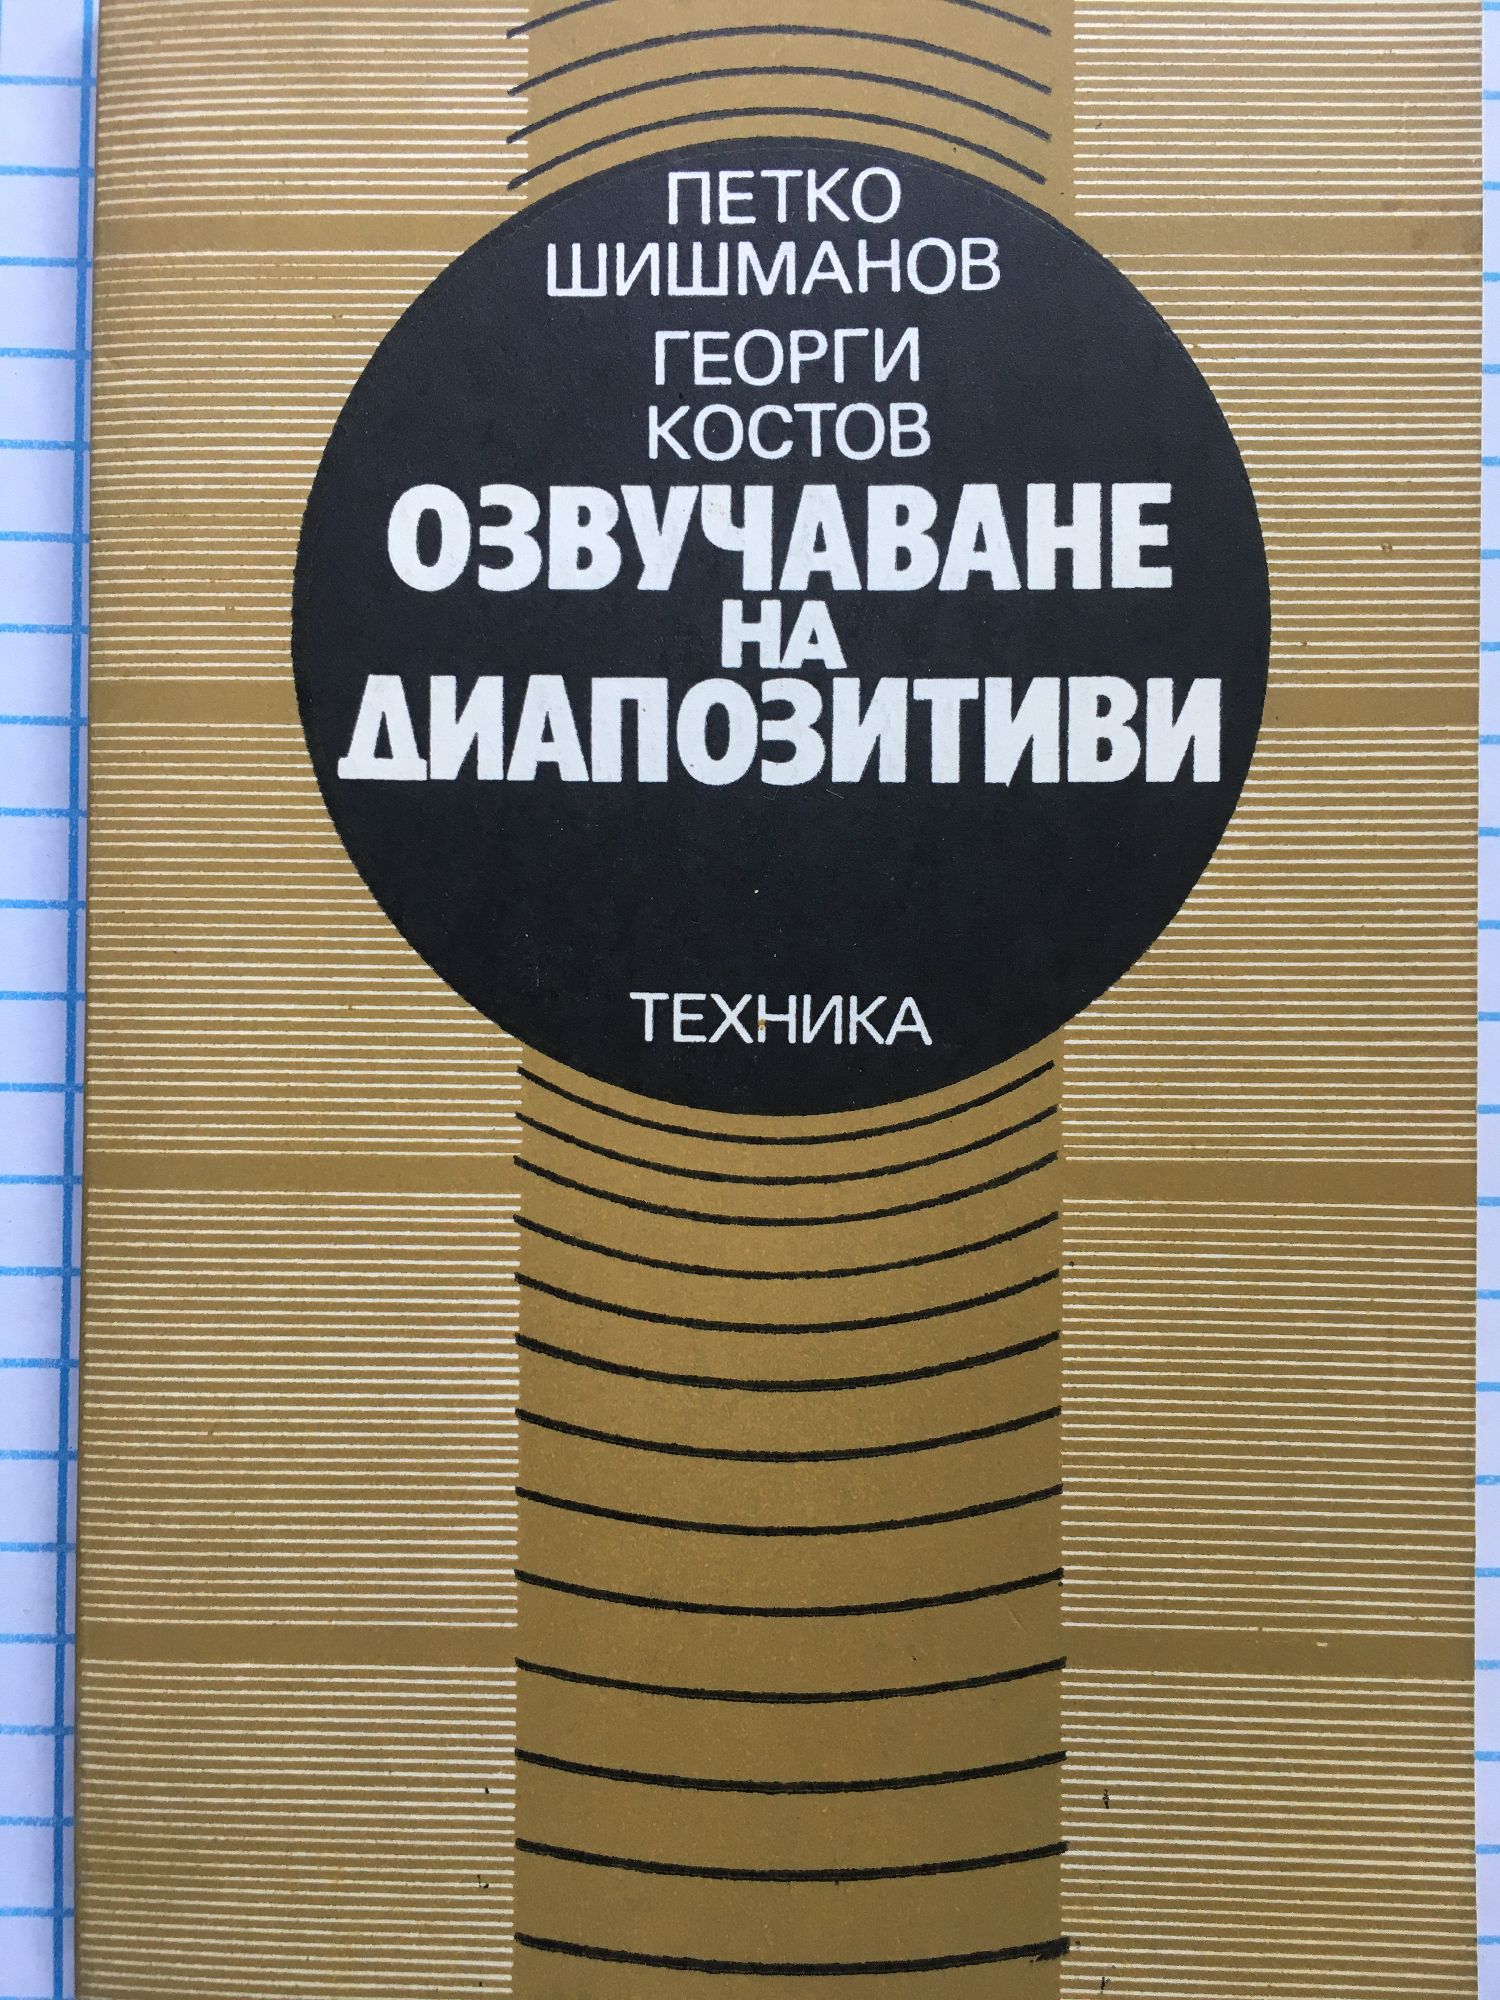 ПЕТКО
ШИШМАНОВ
ГЕОРГИ
КОСТОВ
ОЗВУЧАВАНЕ
НА
ДИАПОЗИТИВИ
ТЕХНИКА